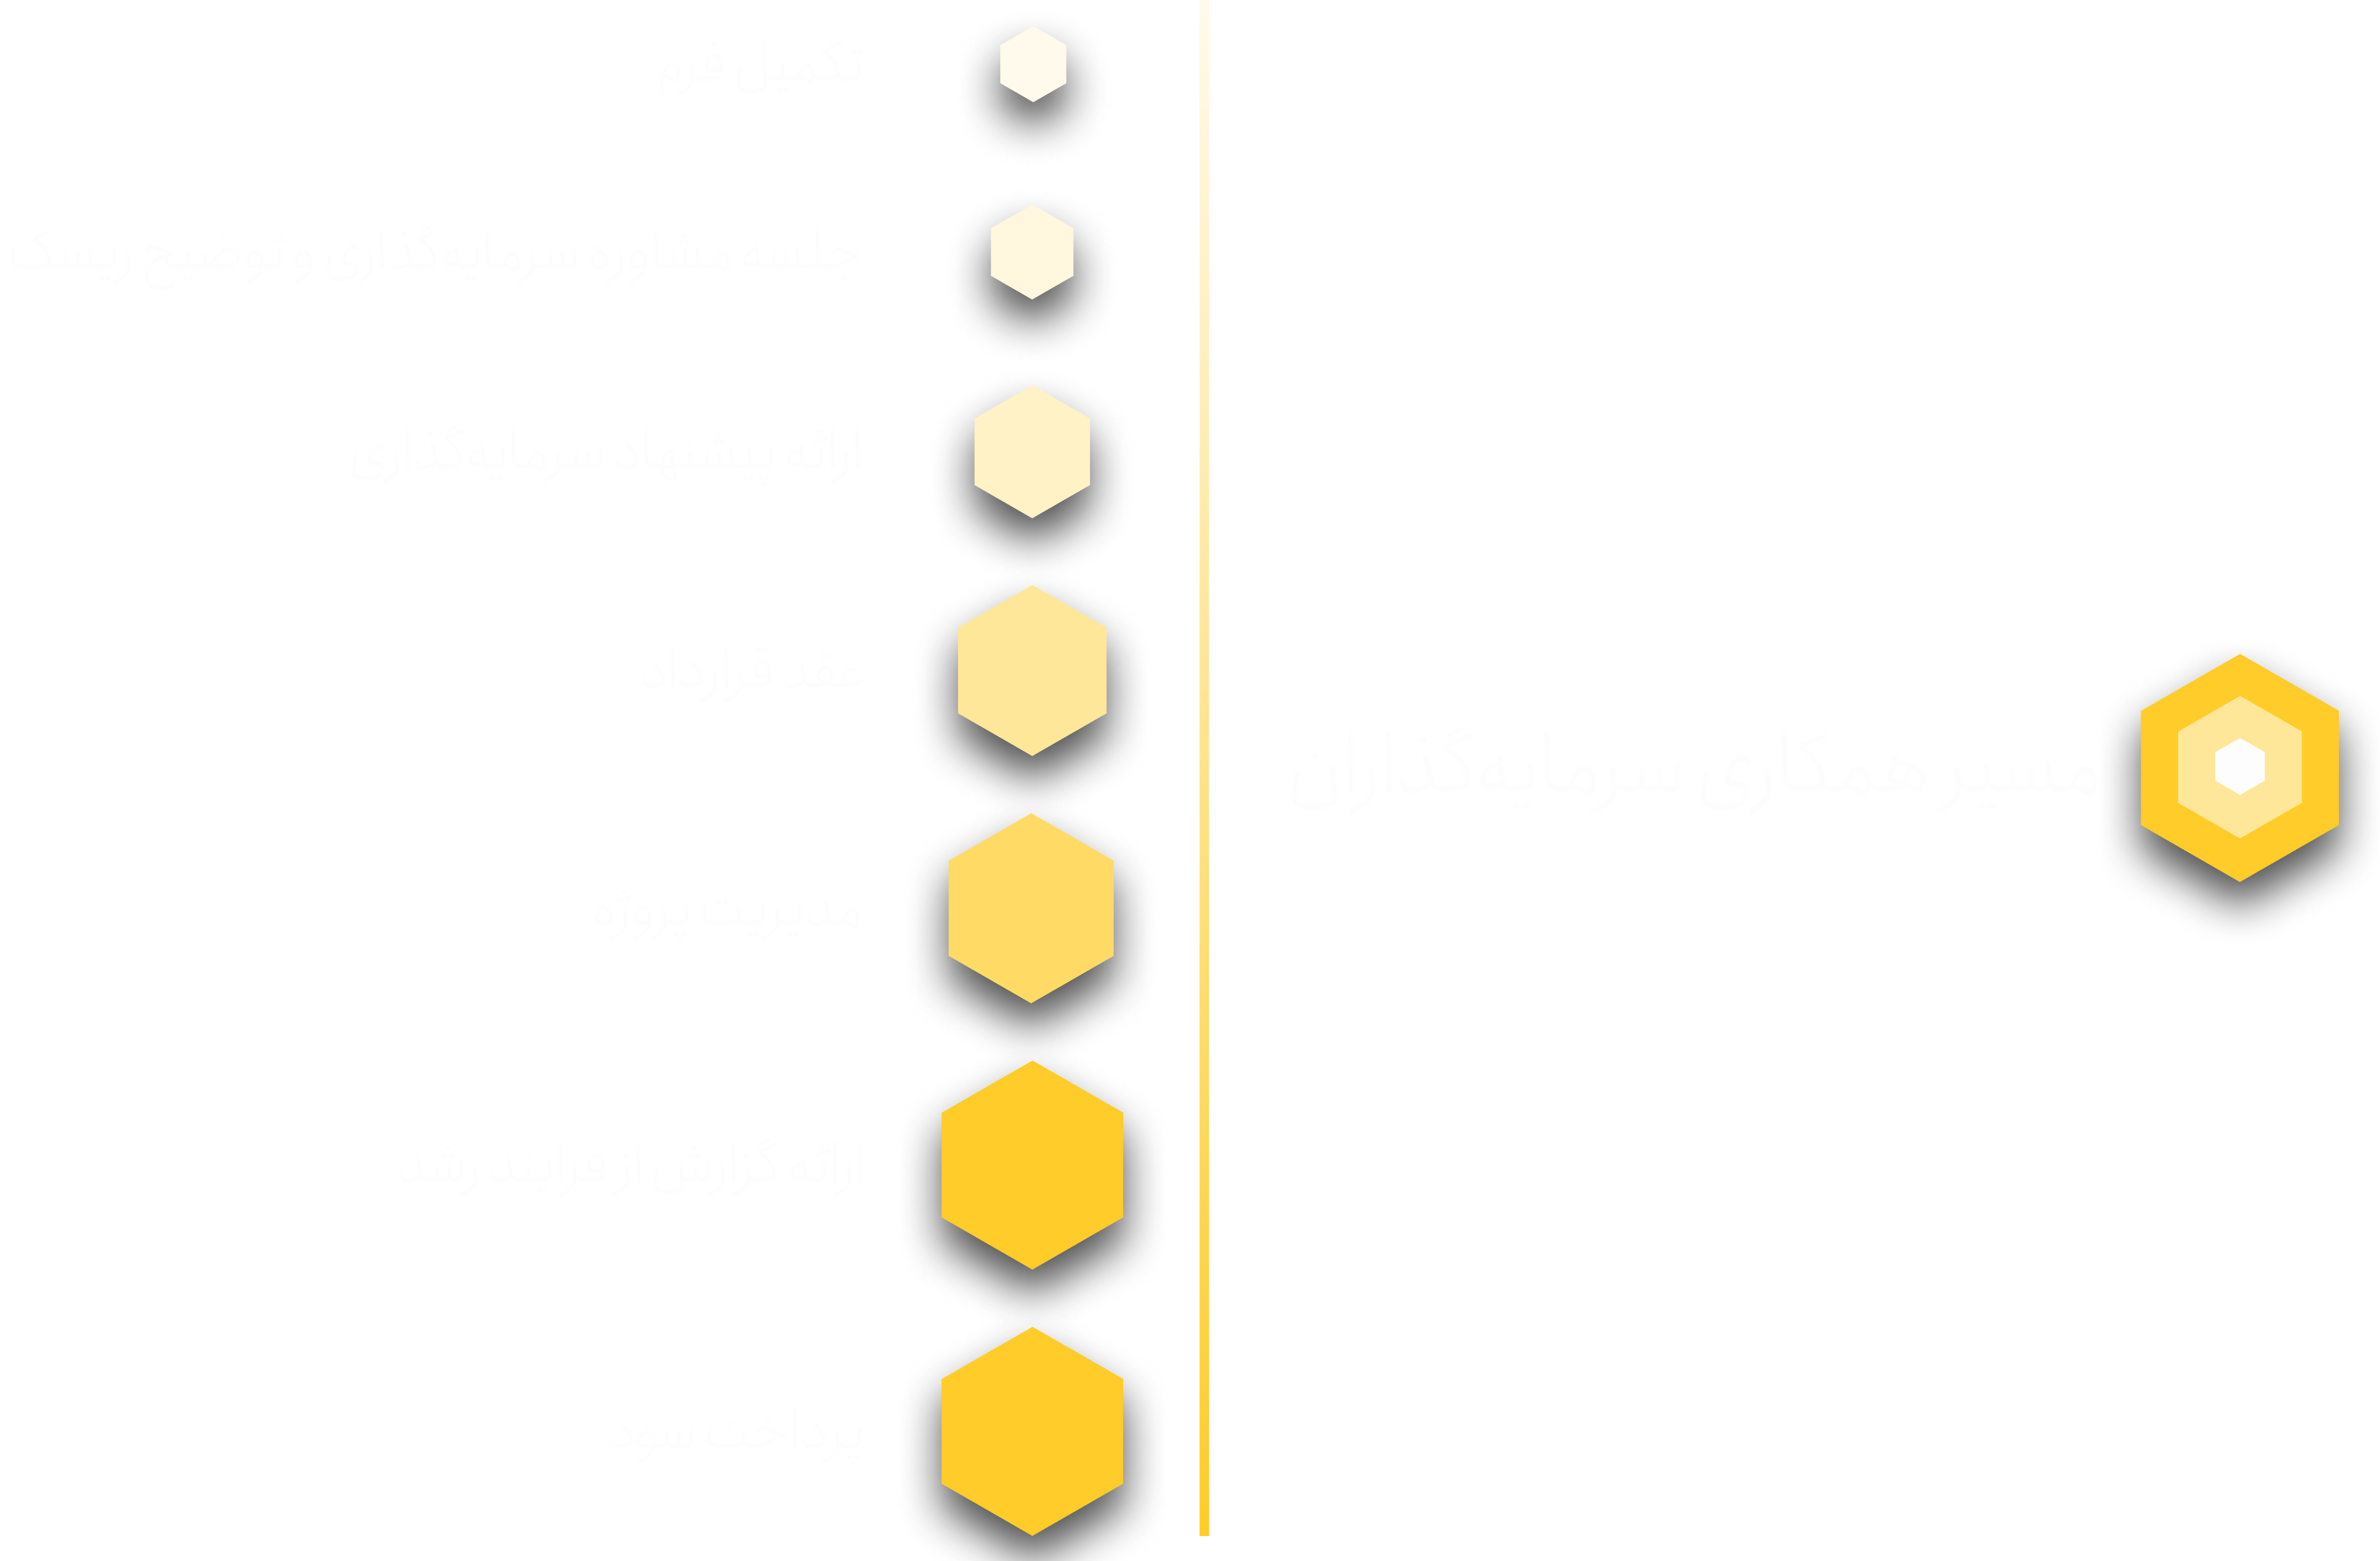 مسیر همکاری سرمایه‌گذاران
تکمیل فرم
جلسه مشاوره سرمایه‌گذاری و توضیح ریسک
ارائه پیشنهاد سرمایه‌گذاری
عقد قرارداد
مدیریت پروژه
ارائه گزارش از فرایند رشد
پرداخت سود